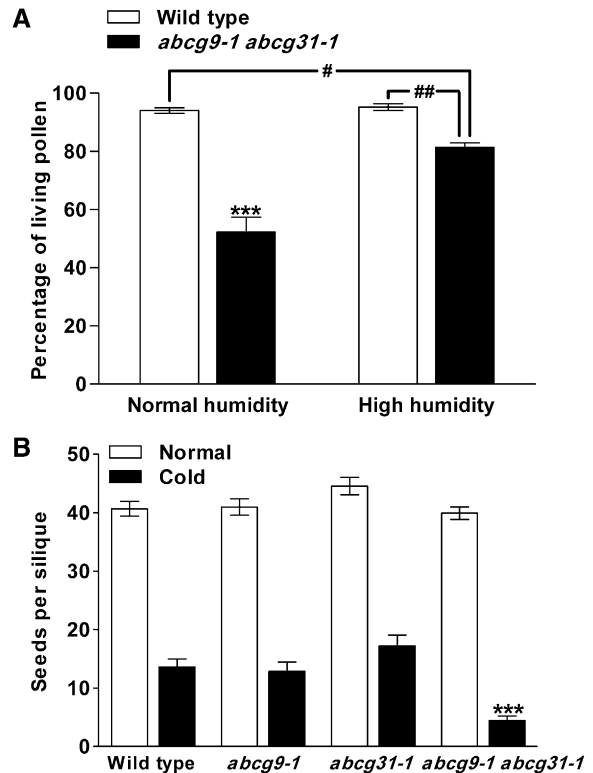 A
Wild type
abcg9-1 abcg31-1
#
##
100
80
60
40
20
0
Percentage of living pollen
***
Normal humidity
High humidity
B
Normal
Cold
50
40
30
20
10
0
Seeds per silique
***
Wild type
abcg9-1
abcg31-1
abcg9-1 abcg31-1